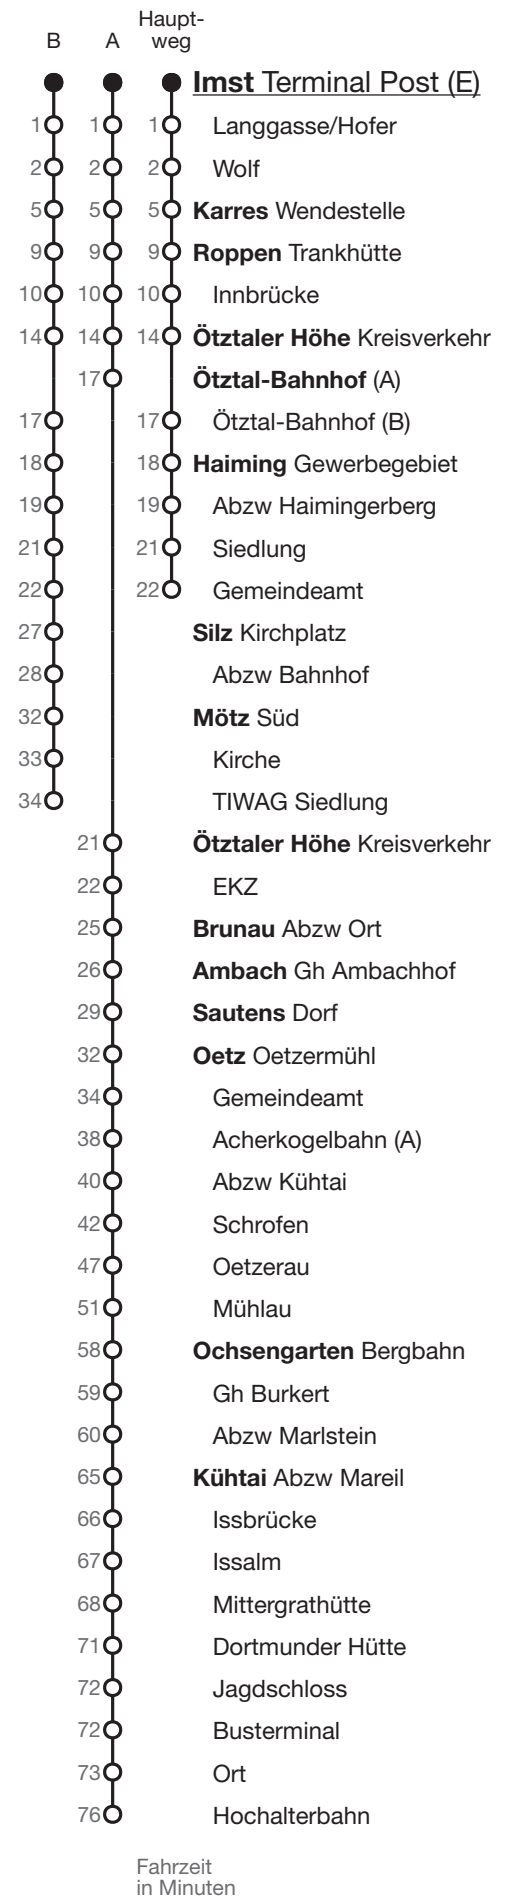 Haupt-
B A weg
Imst Terminal Post (E)
1 1 1 Langgasse/Hofer
2 2 2 Wolf
5 5 5 Karres Wendestelle
9 9 9 Roppen Trankhütte
10 10 10 Innbrücke
14 14 14 Ötztaler Höhe Kreisverkehr
17 Ötztal-Bahnhof (A)
17 17 Ötztal-Bahnhof (B)
18 18 Haiming Gewerbegebiet
19 19 Abzw Haimingerberg
21 21 Siedlung
22 22 Gemeindeamt
27 Silz Kirchplatz
28 Abzw Bahnhof
32 Mötz Süd
33 Kirche
34 TIWAG Siedlung
21 Ötztaler Höhe Kreisverkehr
22 EKZ
25 Brunau Abzw Ort
26 Ambach Gh Ambachhof
29 Sautens Dorf
32 Oetz Oetzermühl
34 Gemeindeamt
38 Acherkogelbahn (A)
40 Abzw Kühtai
42 Schrofen
47 Oetzerau
51 Mühlau
58 Ochsengarten Bergbahn
59 Gh Burkert
60 Abzw Marlstein
65 Kühtai Abzw Mareil
66 Issbrücke
67 Issalm
68 Mittergrathütte
71 Dortmunder Hütte
72 Jagdschloss
72 Busterminal
73 Ort
76 Hochalterbahn
Fahrzeit
in Minuten